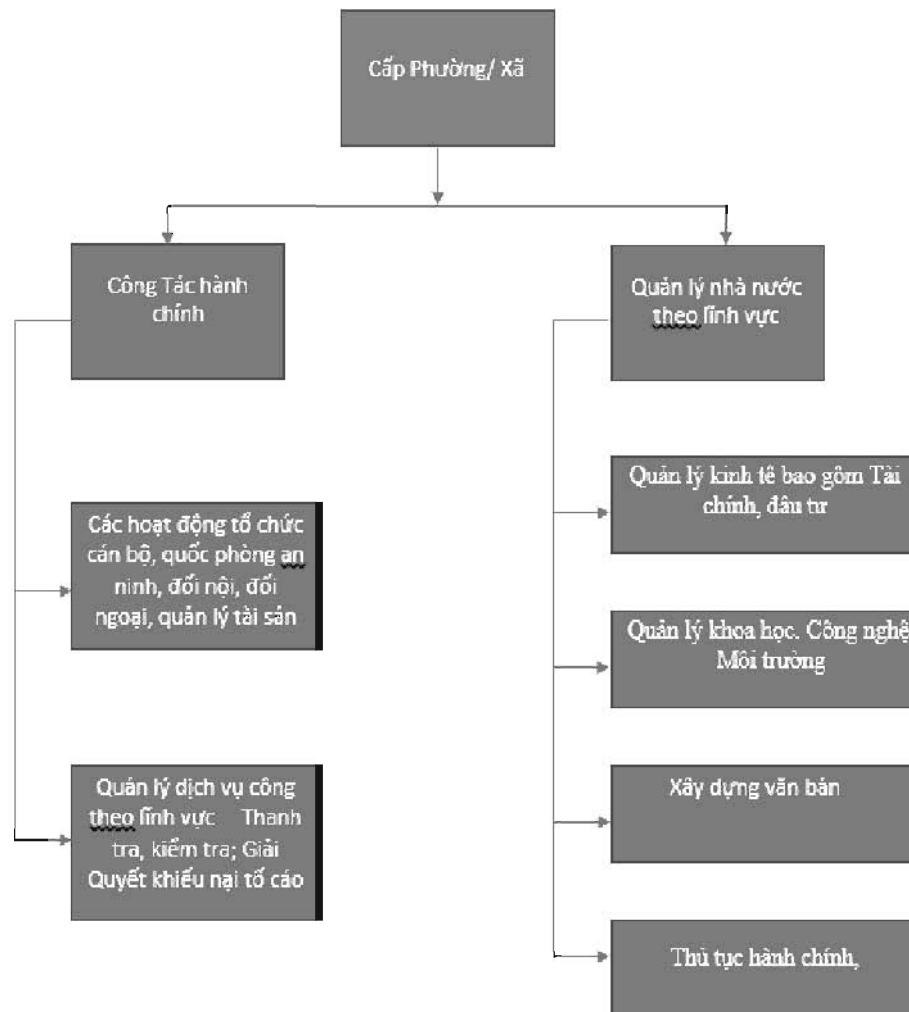 Cấp Phường/ Xã
Công Tác hành
chính
Quản lý nhà nước
theo lĩnh vực
Các hoạt động tổ chức
cán bộ, quốc phòng an
ninh, đối nội, đối
ngoại, quản lý tài sản
Quản lý dịch vụ công
theo lĩnh vực Thanh
tra, kiểm tra; Giải
Quyết khiếu nại tố cáo
Quản lý kinh tế bao gồm Tài
chính, đầu tư
Quản lý khoa học. Công nghệ
Môi trường
Xây dựng văn bản
Thủ tục hành chính,